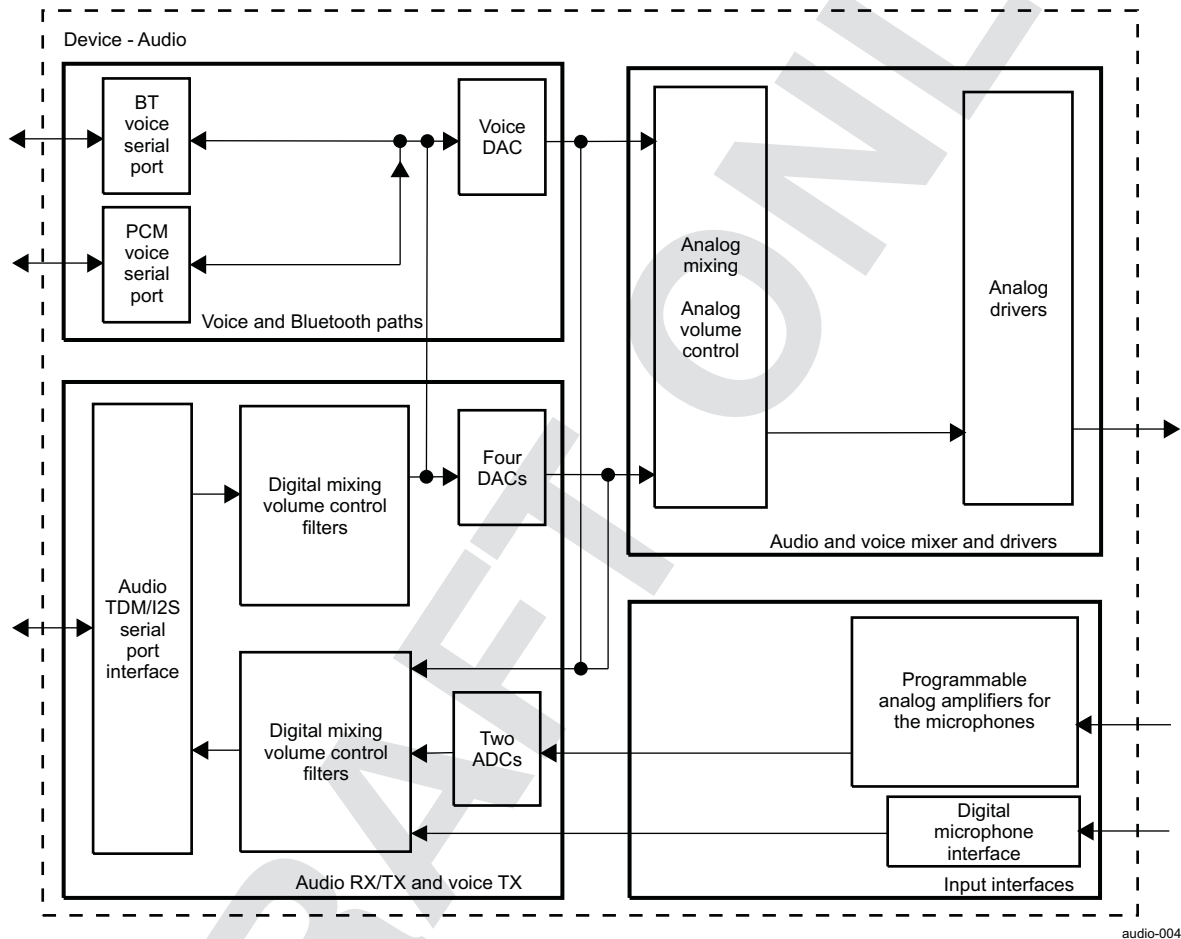 Device - Audio
BT
voice
serial
port
PCM
voice
serial
port
Voice
DAC
Voice and Bluetooth paths
Analog
mixing
Analog
volume
control
Analog
drivers
Audio and voice mixer and drivers
Audio
TDM/I2S
serial
port
interface
Digital mixing
volume control
filters
Four
DACs
Digital mixing
volume control
filters
Two
ADCs
Audio RX/TX and voice TX
Programmable
analog amplifiers for
the microphones
Digital
microphone
interface
Input interfaces
audio-004